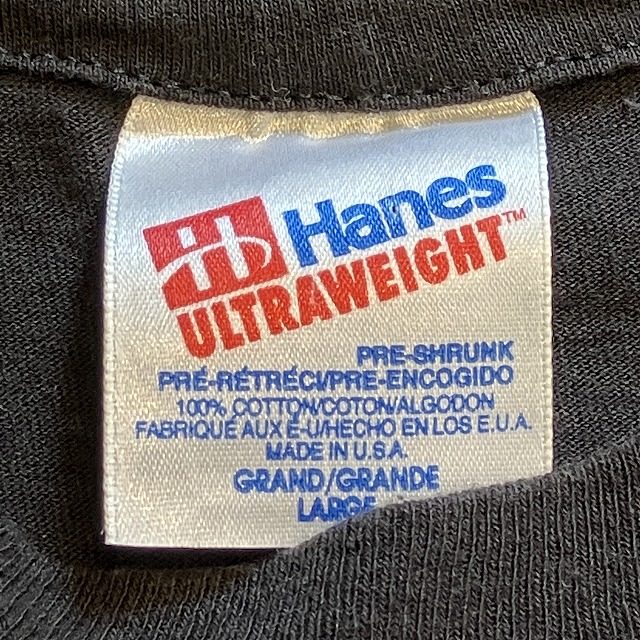 Hanes
ULTRAWEIGHT™
PRE-SHRUNK
PRÉ-RÉTRÉCI/PRE-ENCOGIDO
100% COTTON/COTON/ALGODON
FABRIQUÉ AUX É-U/HECHO EN LOS E.U.A.
MADE IN U.S.A.
GRAND/GRANDE
LARGE